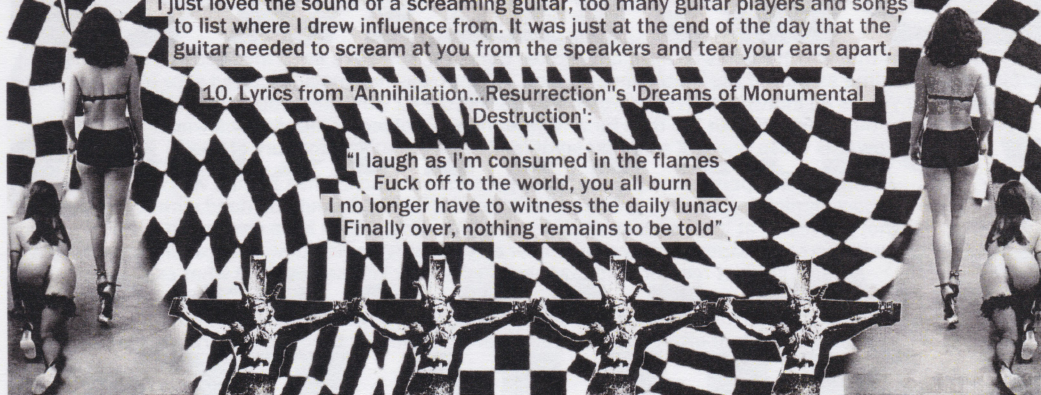 I just loved the sound of a screaming guitar, too many guitar players and songs
to list where I drew influence from. It was just at the end of the day that the
guitar needed to scream at you from the speakers and tear your ears apart.
10. Lyrics from 'Annihilation...Resurrection"s 'Dreams of Monumental
Destruction':
"I laugh as I'm consumed in the flames
Fuck off to the world, you all burn
I no longer have to witness the daily lunacy
Finally over, nothing remains to be told"